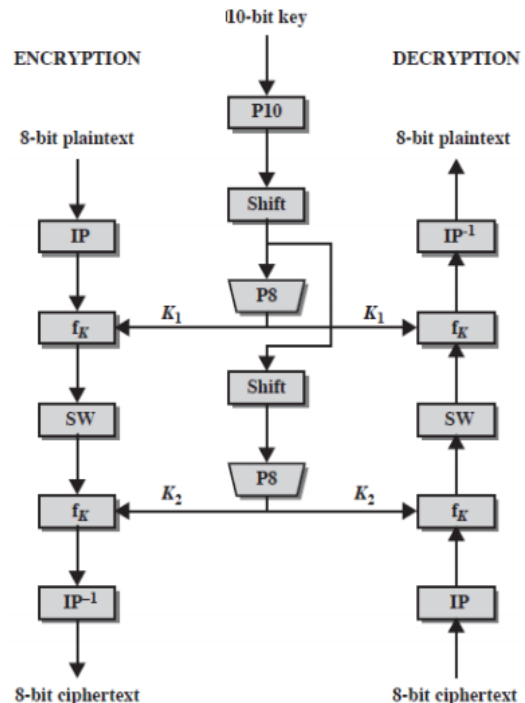 10-bit key
ENCRYPTION
DECRYPTION
P10
8-bit plaintext
8-bit plaintext
Shift
IP
IP-1
P8
K1
K1
fK
fK
Shift
SW
SW
P8
K2
K2
fK
fK
IP–1
IP
8-bit ciphertext
8-bit ciphertext